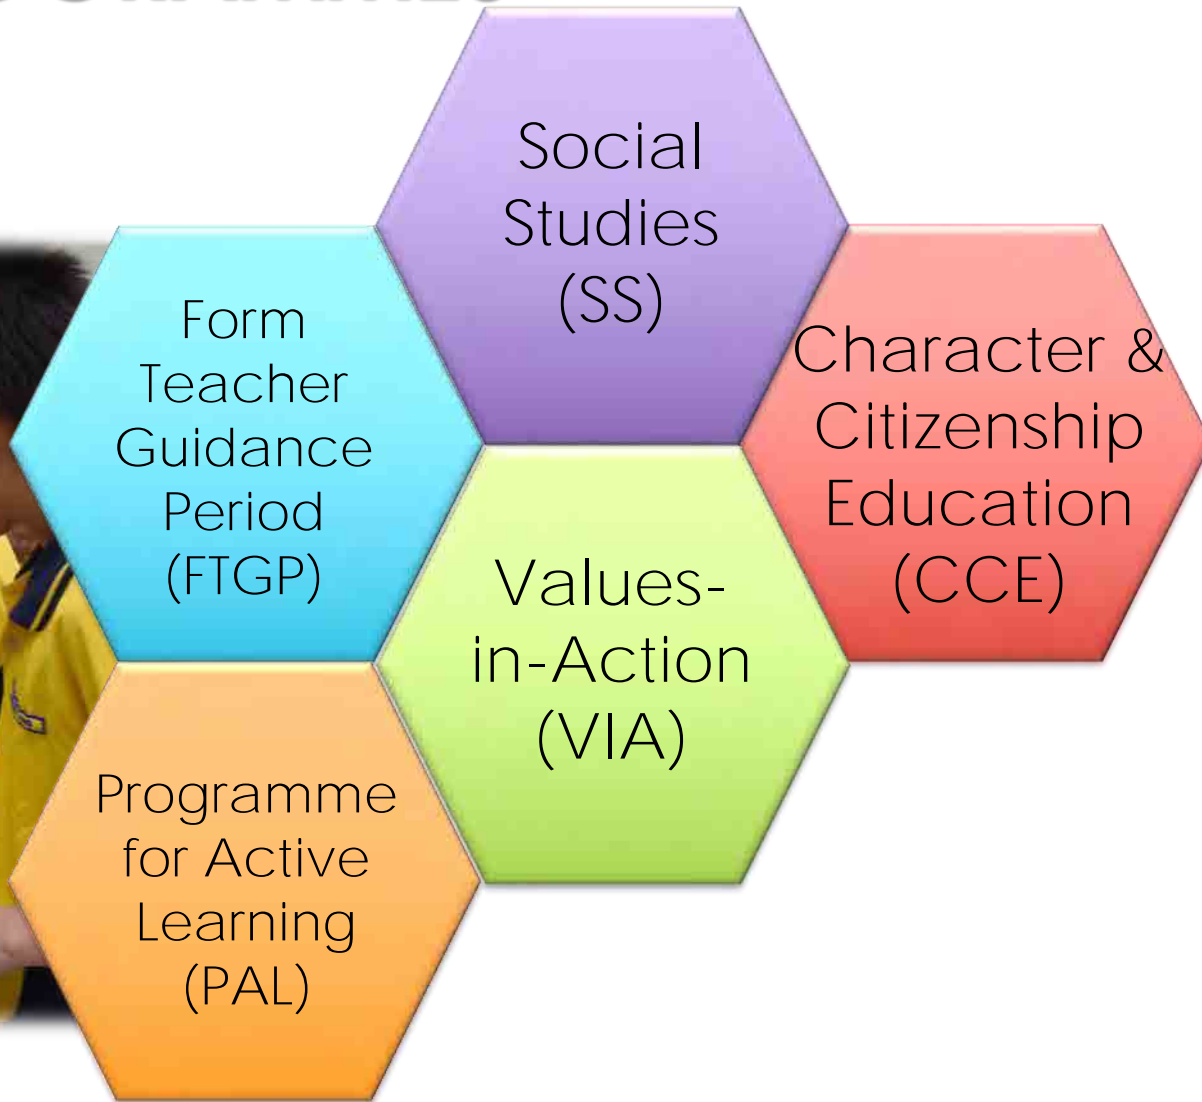 Social
Studies
(SS)
Form
Teacher
Guidance
Period
(FTGP)
Character &
Citizenship
Education
(CCE)
Values-
in-Action
(VIA)
Programme
for Active
Learning
(PAL)